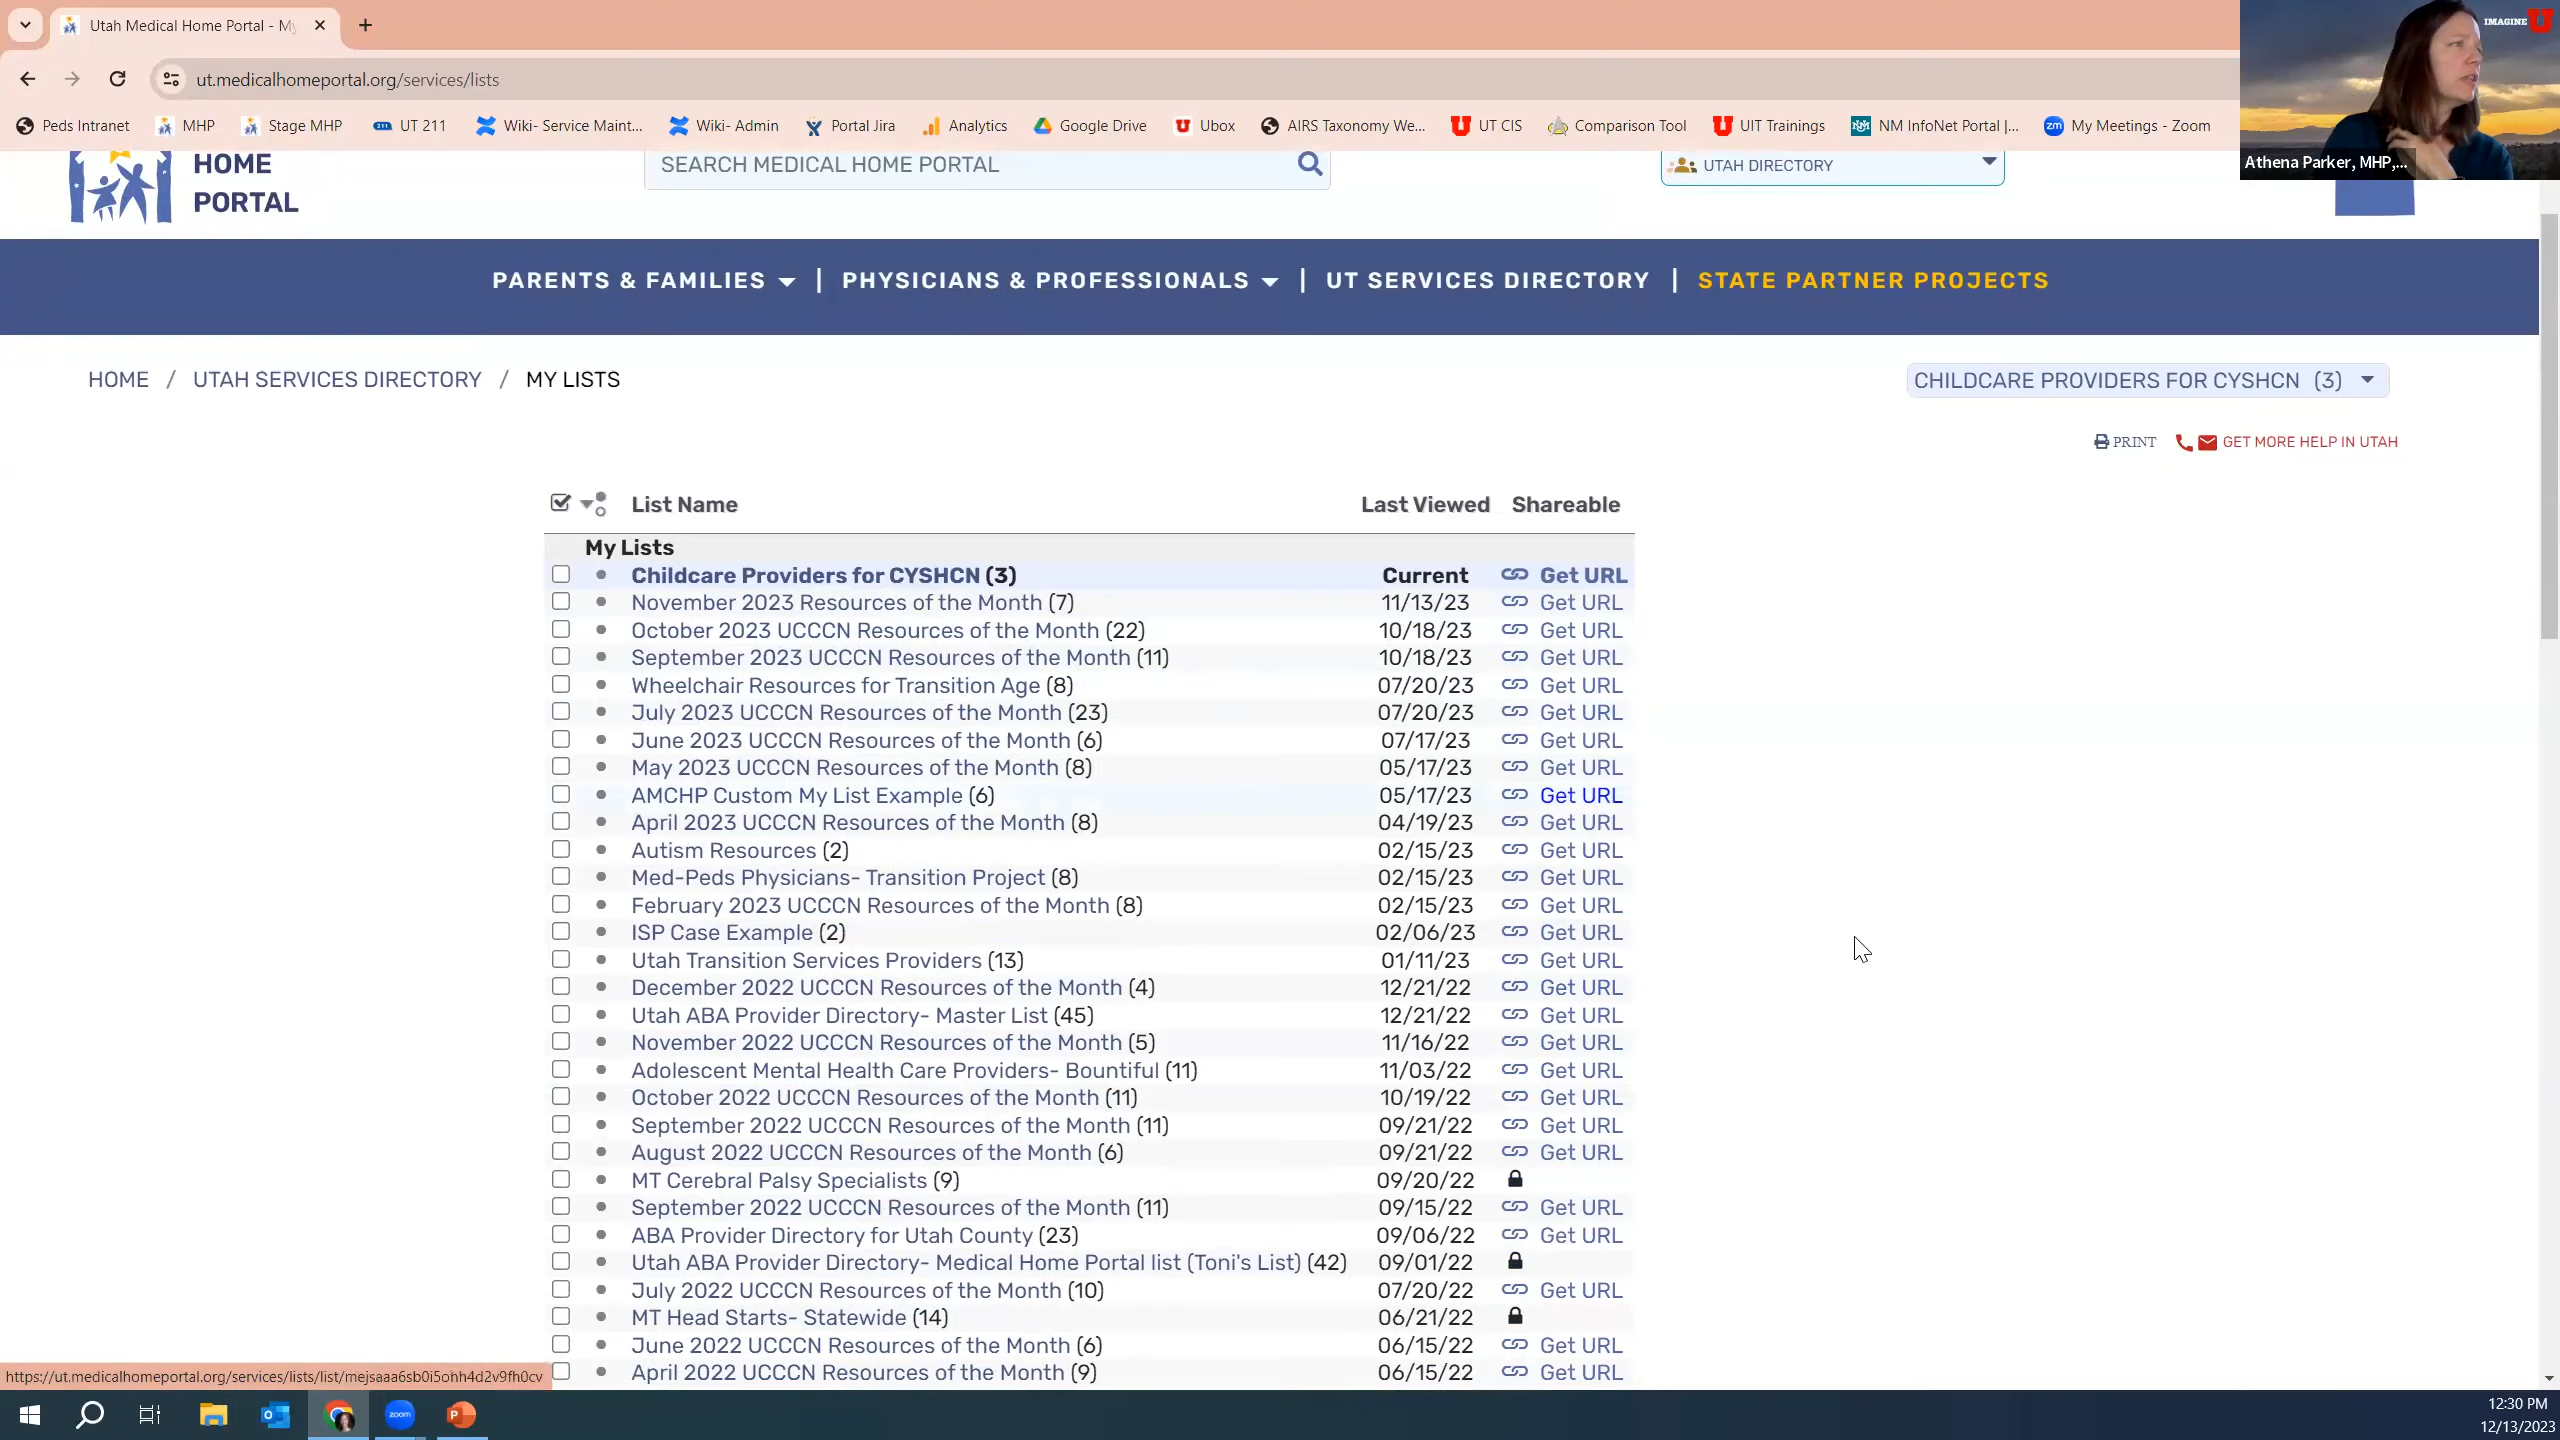 Utah Medical Home Portal - My
IMAGINE U
ut.medicalhomeportal.org/services/lists
Peds Intranet MHP Stage MHP UT 211 Wiki- Service Maint... Wiki- Admin Portal Jira Analytics Google Drive Ubox AIRS Taxonomy We... UT CIS Comparison Tool UIT Trainings NM InfoNet Portal |... My Meetings - Zoom
Athena Parker, MHP,...
HOME
PORTAL
SEARCH MEDICAL HOME PORTAL
UTAH DIRECTORY
PARENTS & FAMILIES | PHYSICIANS & PROFESSIONALS | UT SERVICES DIRECTORY | STATE PARTNER PROJECTS
HOME / UTAH SERVICES DIRECTORY / MY LISTS
CHILDCARE PROVIDERS FOR CYSHCN (3)
PRINT GET MORE HELP IN UTAH
List Name Last Viewed Shareable
My Lists
Childcare Providers for CYSHCN (3) Current Get URL
November 2023 Resources of the Month (7) 11/13/23 Get URL
October 2023 UCCCN Resources of the Month (22) 10/18/23 Get URL
September 2023 UCCCN Resources of the Month (11) 10/18/23 Get URL
Wheelchair Resources for Transition Age (8) 07/20/23 Get URL
July 2023 UCCCN Resources of the Month (23) 07/20/23 Get URL
June 2023 UCCCN Resources of the Month (6) 07/17/23 Get URL
May 2023 UCCCN Resources of the Month (8) 05/17/23 Get URL
AMCHP Custom My List Example (6) 05/17/23 Get URL
April 2023 UCCCN Resources of the Month (8) 04/19/23 Get URL
Autism Resources (2) 02/15/23 Get URL
Med-Peds Physicians- Transition Project (8) 02/15/23 Get URL
February 2023 UCCCN Resources of the Month (8) 02/15/23 Get URL
ISP Case Example (2) 02/06/23 Get URL
Utah Transition Services Providers (13) 01/11/23 Get URL
December 2022 UCCCN Resources of the Month (4) 12/21/22 Get URL
Utah ABA Provider Directory- Master List (45) 12/21/22 Get URL
November 2022 UCCCN Resources of the Month (5) 11/16/22 Get URL
Adolescent Mental Health Care Providers- Bountiful (11) 11/03/22 Get URL
October 2022 UCCCN Resources of the Month (11) 10/19/22 Get URL
September 2022 UCCCN Resources of the Month (11) 09/21/22 Get URL
August 2022 UCCCN Resources of the Month (6) 09/21/22 Get URL
MT Cerebral Palsy Specialists (9) 09/20/22
September 2022 UCCCN Resources of the Month (11) 09/15/22 Get URL
ABA Provider Directory for Utah County (23) 09/06/22 Get URL
Utah ABA Provider Directory- Medical Home Portal list (Toni's List) (42) 09/01/22
July 2022 UCCCN Resources of the Month (10) 07/20/22 Get URL
MT Head Starts- Statewide (14) 06/21/22
June 2022 UCCCN Resources of the Month (6) 06/15/22 Get URL
April 2022 UCCCN Resources of the Month (9) 06/15/22 Get URL
https://ut.medicalhomeportal.org/services/lists/list/mejsaaa6sb0i5ohh4d2v9fh0cv
zoom
12:30 PM
12/13/2023